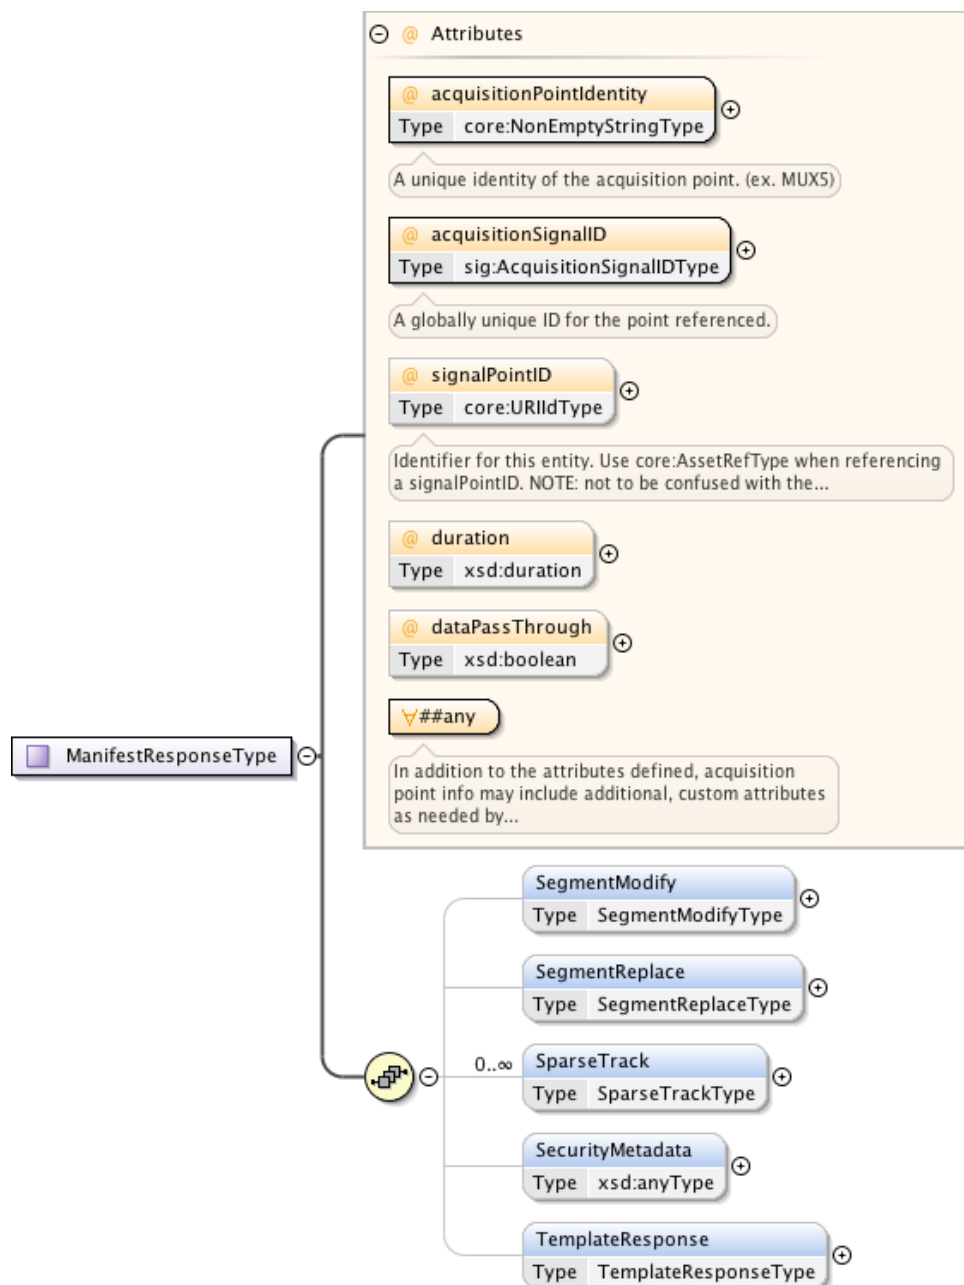 @ Attributes
@ acquisitionPointIdentity
Type core:NonEmptyStringType
A unique identity of the acquisition point. (ex. MUX5)
@ acquisitionSignalID
Type sig:AcquisitionSignalIDType
A globally unique ID for the point referenced.
@ signalPointID
Type core:URIIdType
Identifier for this entity. Use core:AssetRefType when referencing
a signalPointID. NOTE: not to be confused with the...
@ duration
Type xsd:duration
@ dataPassThrough
Type xsd:boolean
∀##any
ManifestResponseType
In addition to the attributes defined, acquisition
point info may include additional, custom attributes
as needed by...
SegmentModify
Type SegmentModifyType
SegmentReplace
Type SegmentReplaceType
0..∞
SparseTrack
Type SparseTrackType
SecurityMetadata
Type xsd:anyType
TemplateResponse
Type TemplateResponseType